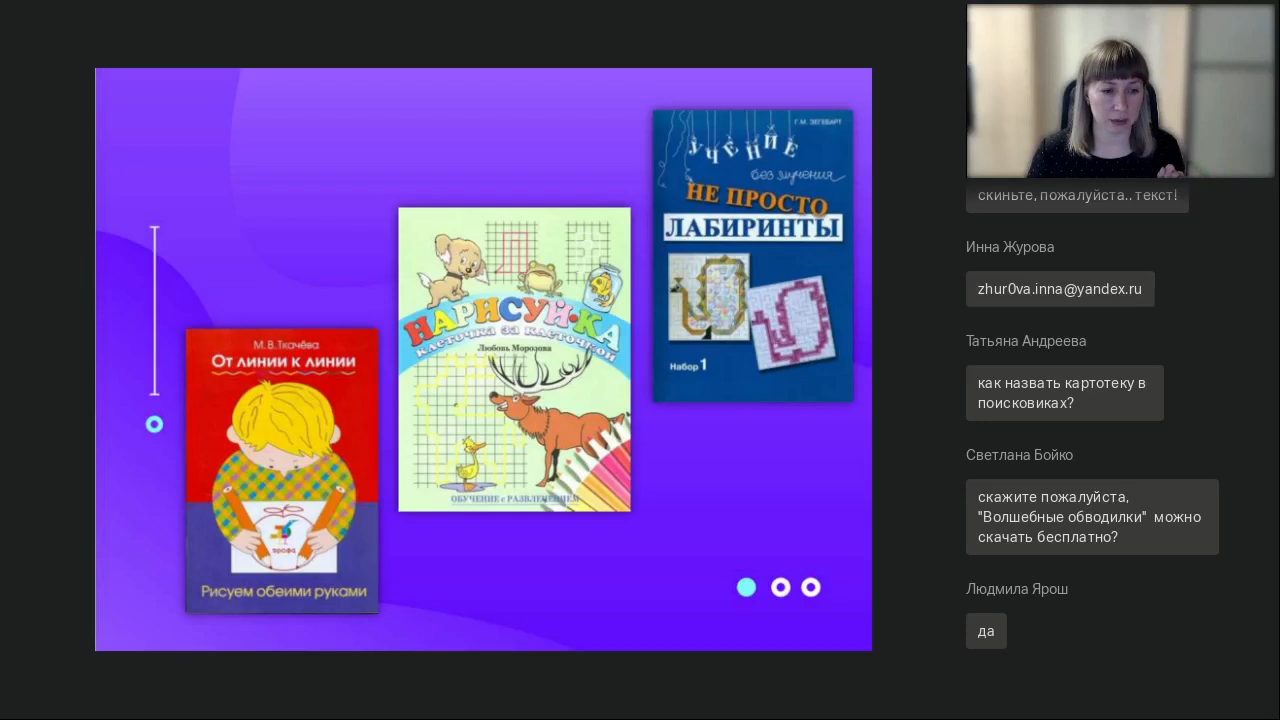 М.В.Ткачёва
От линии к линии
дрофа
Рисуем обеими руками
НАРИСУЙ-КА
клеточка за клеточкой
Любовь Морозова
ОБУЧЕНИЕ с РАЗВЛЕЧЕНИЕМ
Г.М. ЗЕГЕБАРТ
УЧЕНИЕ
без мучения
НЕ ПРОСТО
ЛАБИРИНТЫ
Набор 1
скиньте, пожалуйста.. текст!
Инна Журова
zhur0va.inna@yandex.ru
Татьяна Андреева
как назвать картотеку в
поисковиках?
Светлана Бойко
скажите пожалуйста,
"Волшебные обводилки" можно
скачать бесплатно?
Людмила Ярош
да